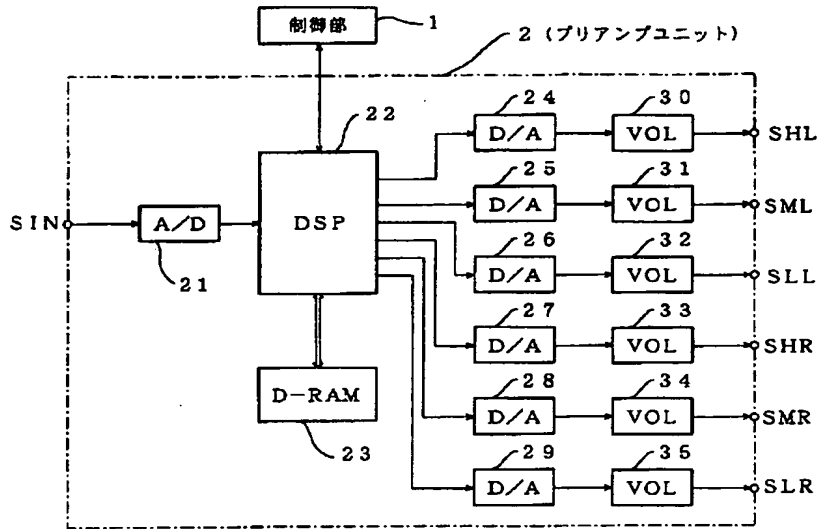 制御部
1
2 (プリアンプユニット)
22
24
30
D/A
VOL
SHL
25
31
D/A
VOL
SML
SIN
A/D
DSP
21
26
32
D/A
VOL
SLL
27
33
D/A
VOL
SHR
D-RAM
23
28
34
D/A
VOL
SMR
29
35
D/A
VOL
SLR